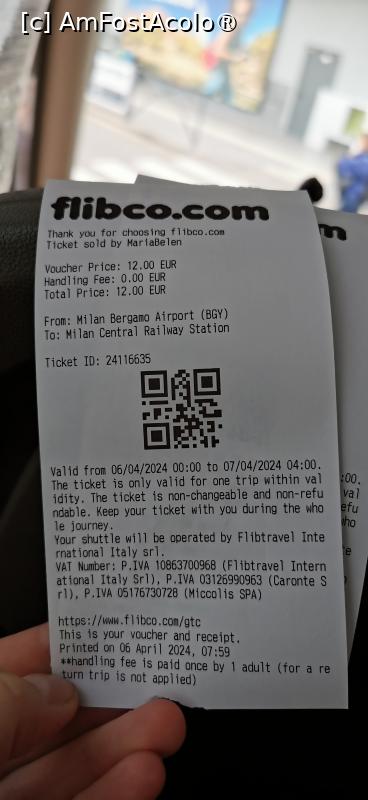 [c] AmFostAcolo®
flibco.com
Thank you for choosing flibco.com
Ticket sold by MariaBelen
Voucher Price: 12.00 EUR
Handling Fee: 0.00 EUR
Total Price: 12.00 EUR
From: Milan Bergamo Airport (BGY)
To: Milan Central Railway Station
Ticket ID: 24116635
Valid from 06/04/2024 00:00 to 07/04/2024 04:00.
The ticket is only valid for one trip within val
idity. The ticket is non-changeable and non-refu
ndable. Keep your ticket with you during the who
le journey.
Your shuttle will be operated by Flibtravel Inte
rnational Italy srl.
VAT Number: P.IVA 10863700968 (Flibtravel Intern
ational Italy Srl), P.IVA 03126990963 (Caronte S
rl), P.IVA 05176730728 (Miccolis SPA)
https://www.flibco.com/gtc
This is your voucher and receipt.
Printed on 06 April 2024, 07:59
**handling fee is paid once by 1 adult (for a re
turn trip is not applied)
m
:00.
val
efu
who